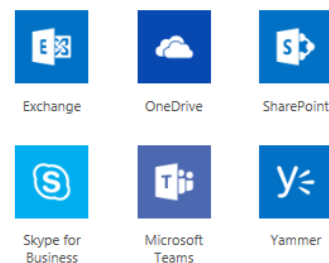 Exchange
OneDrive
SharePoint
Skype for
Business
Microsoft
Teams
Yammer